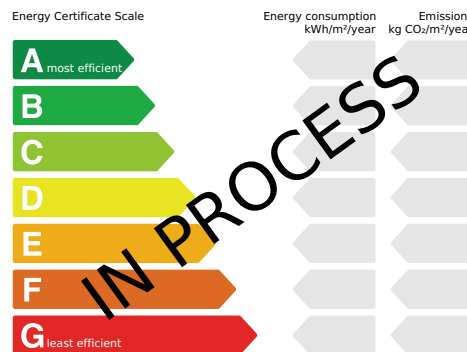 Energy Certificate Scale
Energy consumption
kWh/m²/year
Emission
kg CO₂/m²/year
A most efficient
B
C
D
E
F
G least efficient
IN PROCESS